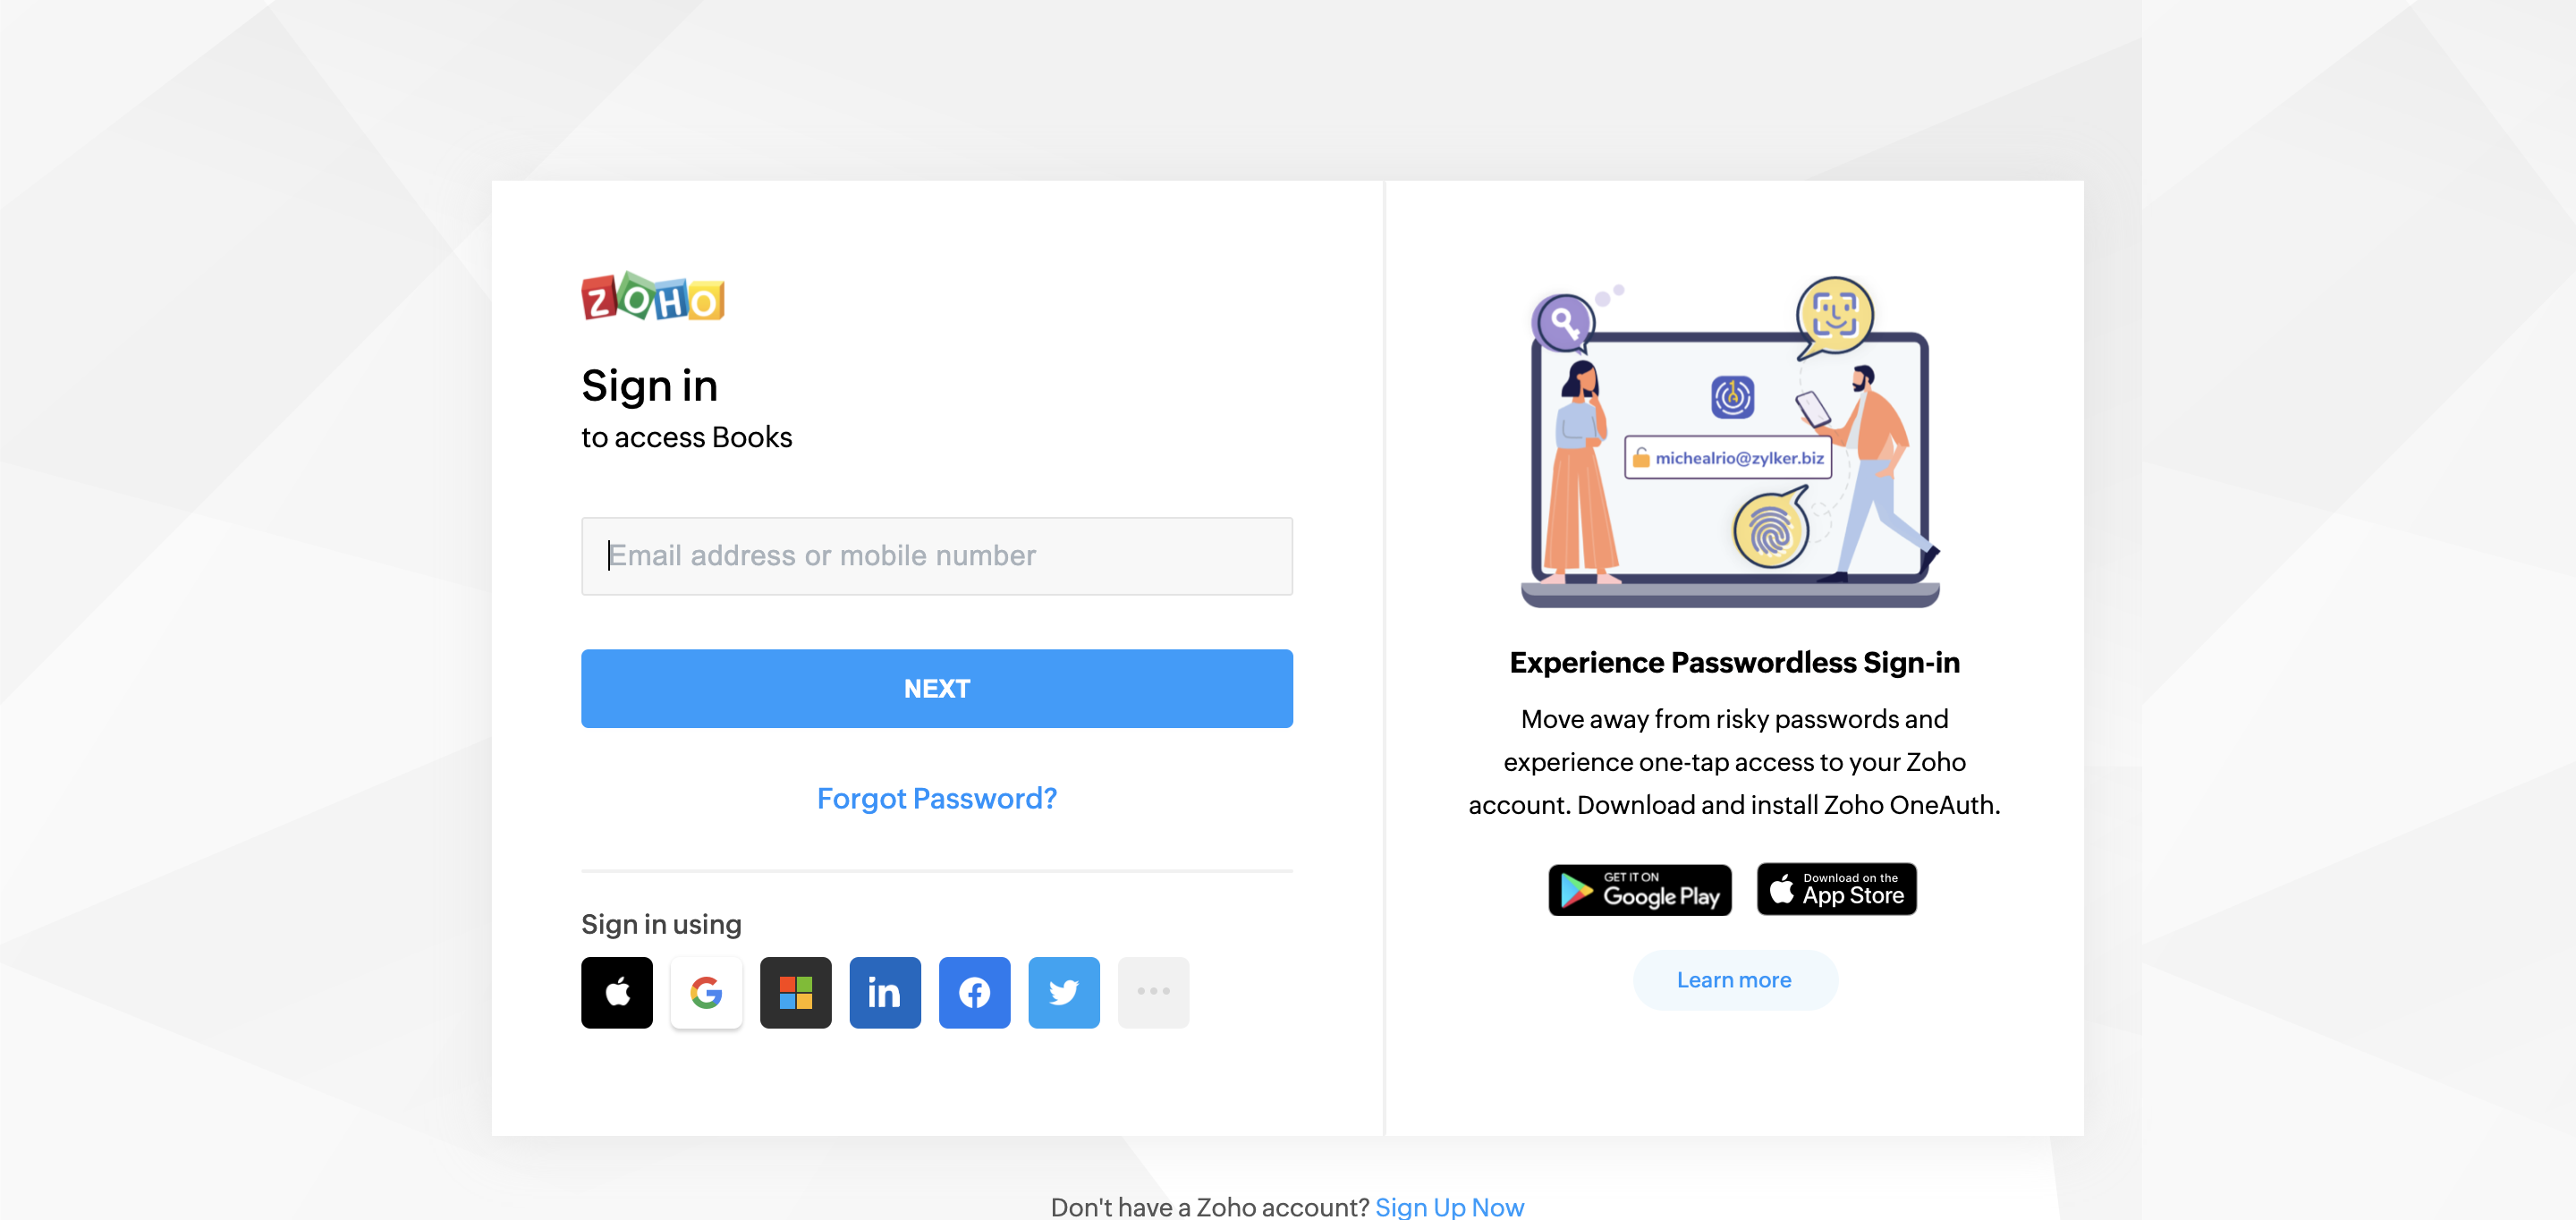 ZOHO
Sign in
to access Books
Email address or mobile number
NEXT
Forgot Password?
Sign in using
in
michealrio@zylker.biz
Experience Passwordless Sign-in
Move away from risky passwords and
experience one-tap access to your Zoho
account. Download and install Zoho OneAuth.
GET IT ON
Google Play
Download on the
App Store
Learn more
Don't have a Zoho account? Sign Up Now